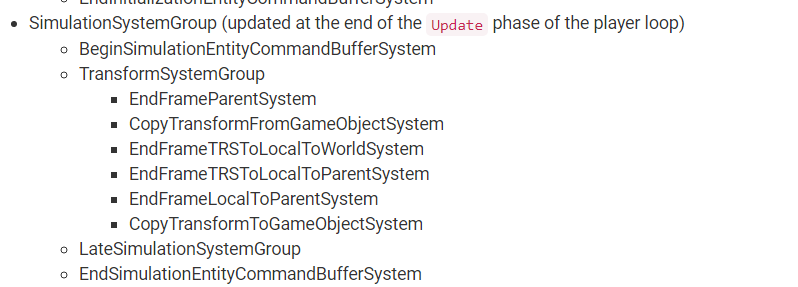 EndInitializationEntityCommandBufferSystem
SimulationSystemGroup (updated at the end of the Update phase of the player loop)
BeginSimulationEntityCommandBufferSystem
TransformSystemGroup
EndFrameParentSystem
CopyTransformFromGameObjectSystem
EndFrameTRSToLocalToWorldSystem
EndFrameTRSToLocalToParentSystem
EndFrameLocalToParentSystem
CopyTransformToGameObjectSystem
LateSimulationSystemGroup
EndSimulationEntityCommandBufferSystem